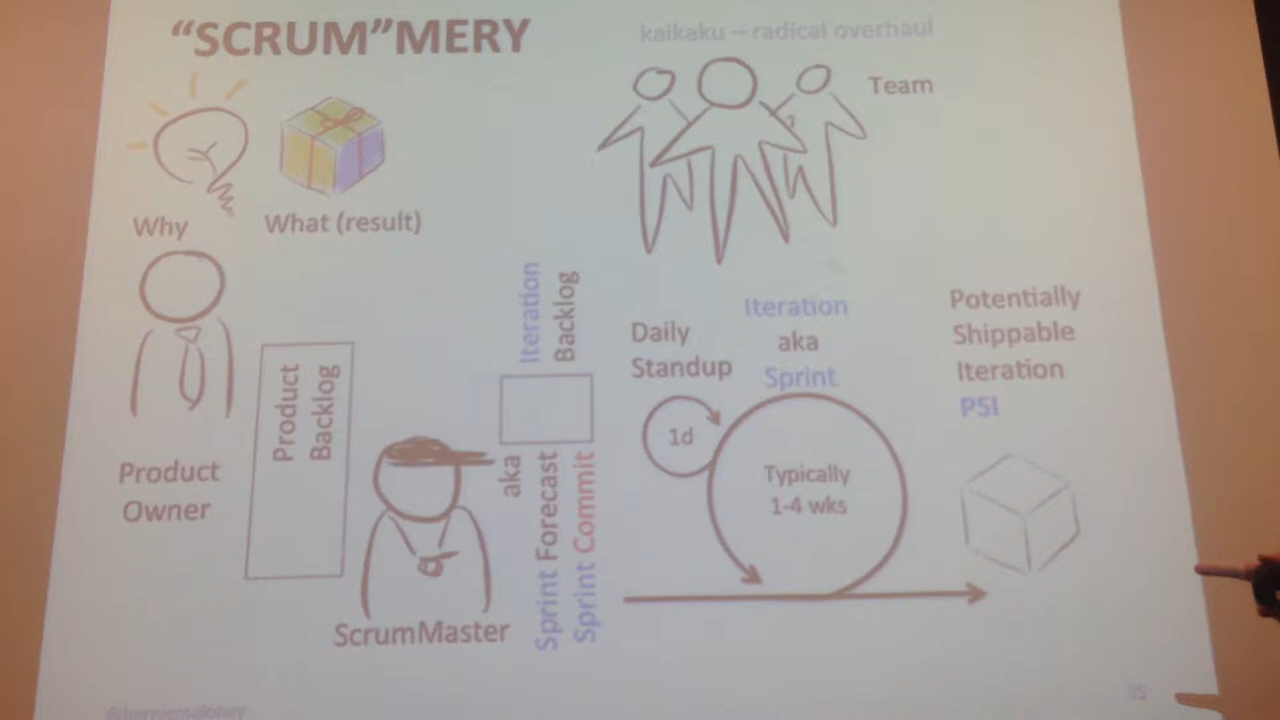 “SCRUM”MERY
kaikaku – radical overhaul
Team
Why
What (result)
Product
Owner
Product
Backlog
ScrumMaster
Iteration
Backlog
aka
Sprint Forecast
Sprint Commit
Daily
Standup
1d
Iteration
aka
Sprint
Typically
1-4 wks
Potentially
Shippable
Iteration
PSI